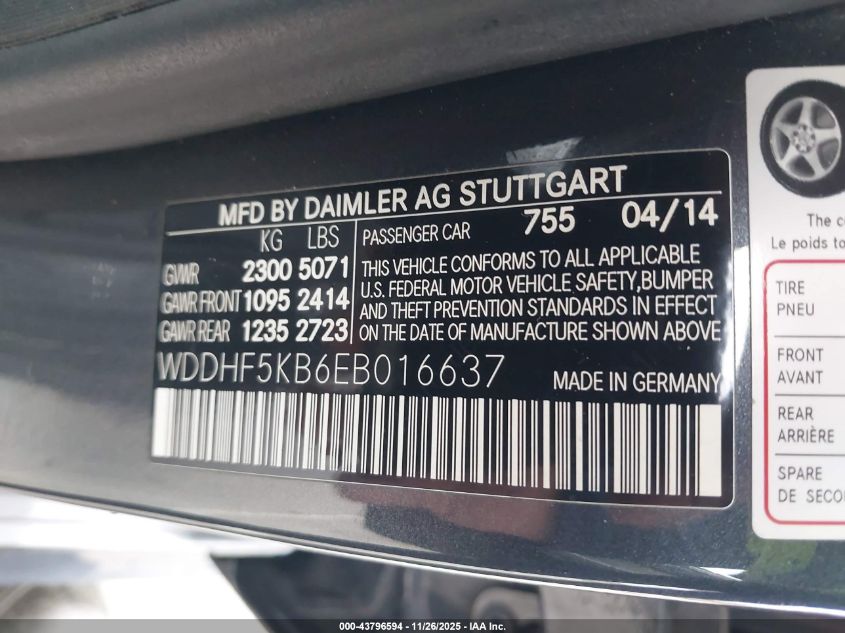 MFD BY DAIMLER AG STUTTGART
KG LBS
GVWR 2300 5071
GAWR FRONT 1095 2414
GAWR REAR 1235 2723
755 04/14
PASSENGER CAR
THIS VEHICLE CONFORMS TO ALL APPLICABLE
U.S. FEDERAL MOTOR VEHICLE SAFETY,BUMPER
AND THEFT PREVENTION STANDARDS IN EFFECT
ON THE DATE OF MANUFACTURE SHOWN ABOVE
WDDHF5KB6EB016637
MADE IN GERMANY
The
Le poids
TIRE
PNEU
FRONT
AVANT
REAR
ARRIÈRE
SPARE
DE
000-43796594 - 11/26/2025 - IAA Inc.